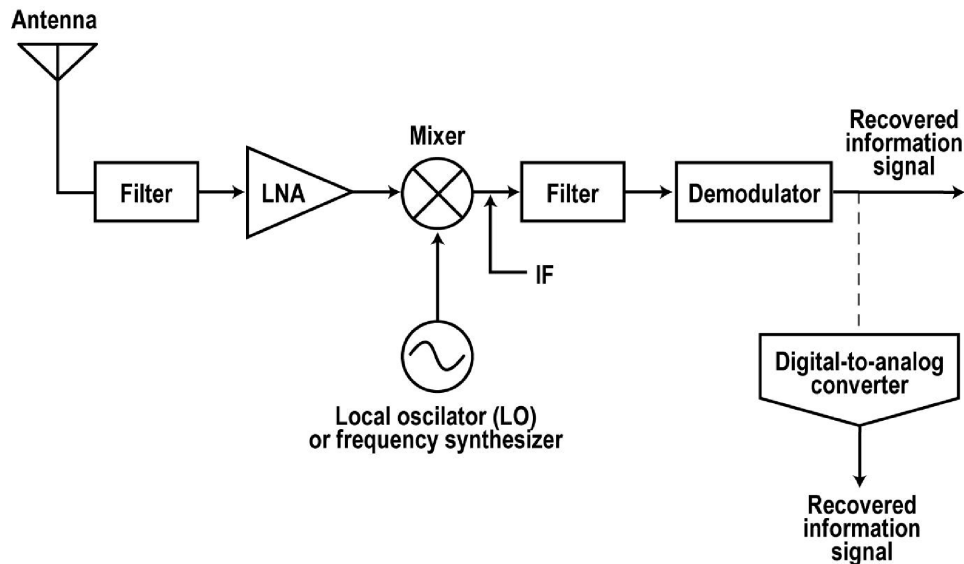 Antenna
Mixer
Recovered
information
signal
Filter
LNA
Filter
Demodulator
IF
Digital-to-analog
converter
Local oscilator (LO)
or frequency synthesizer
Recovered
information
signal